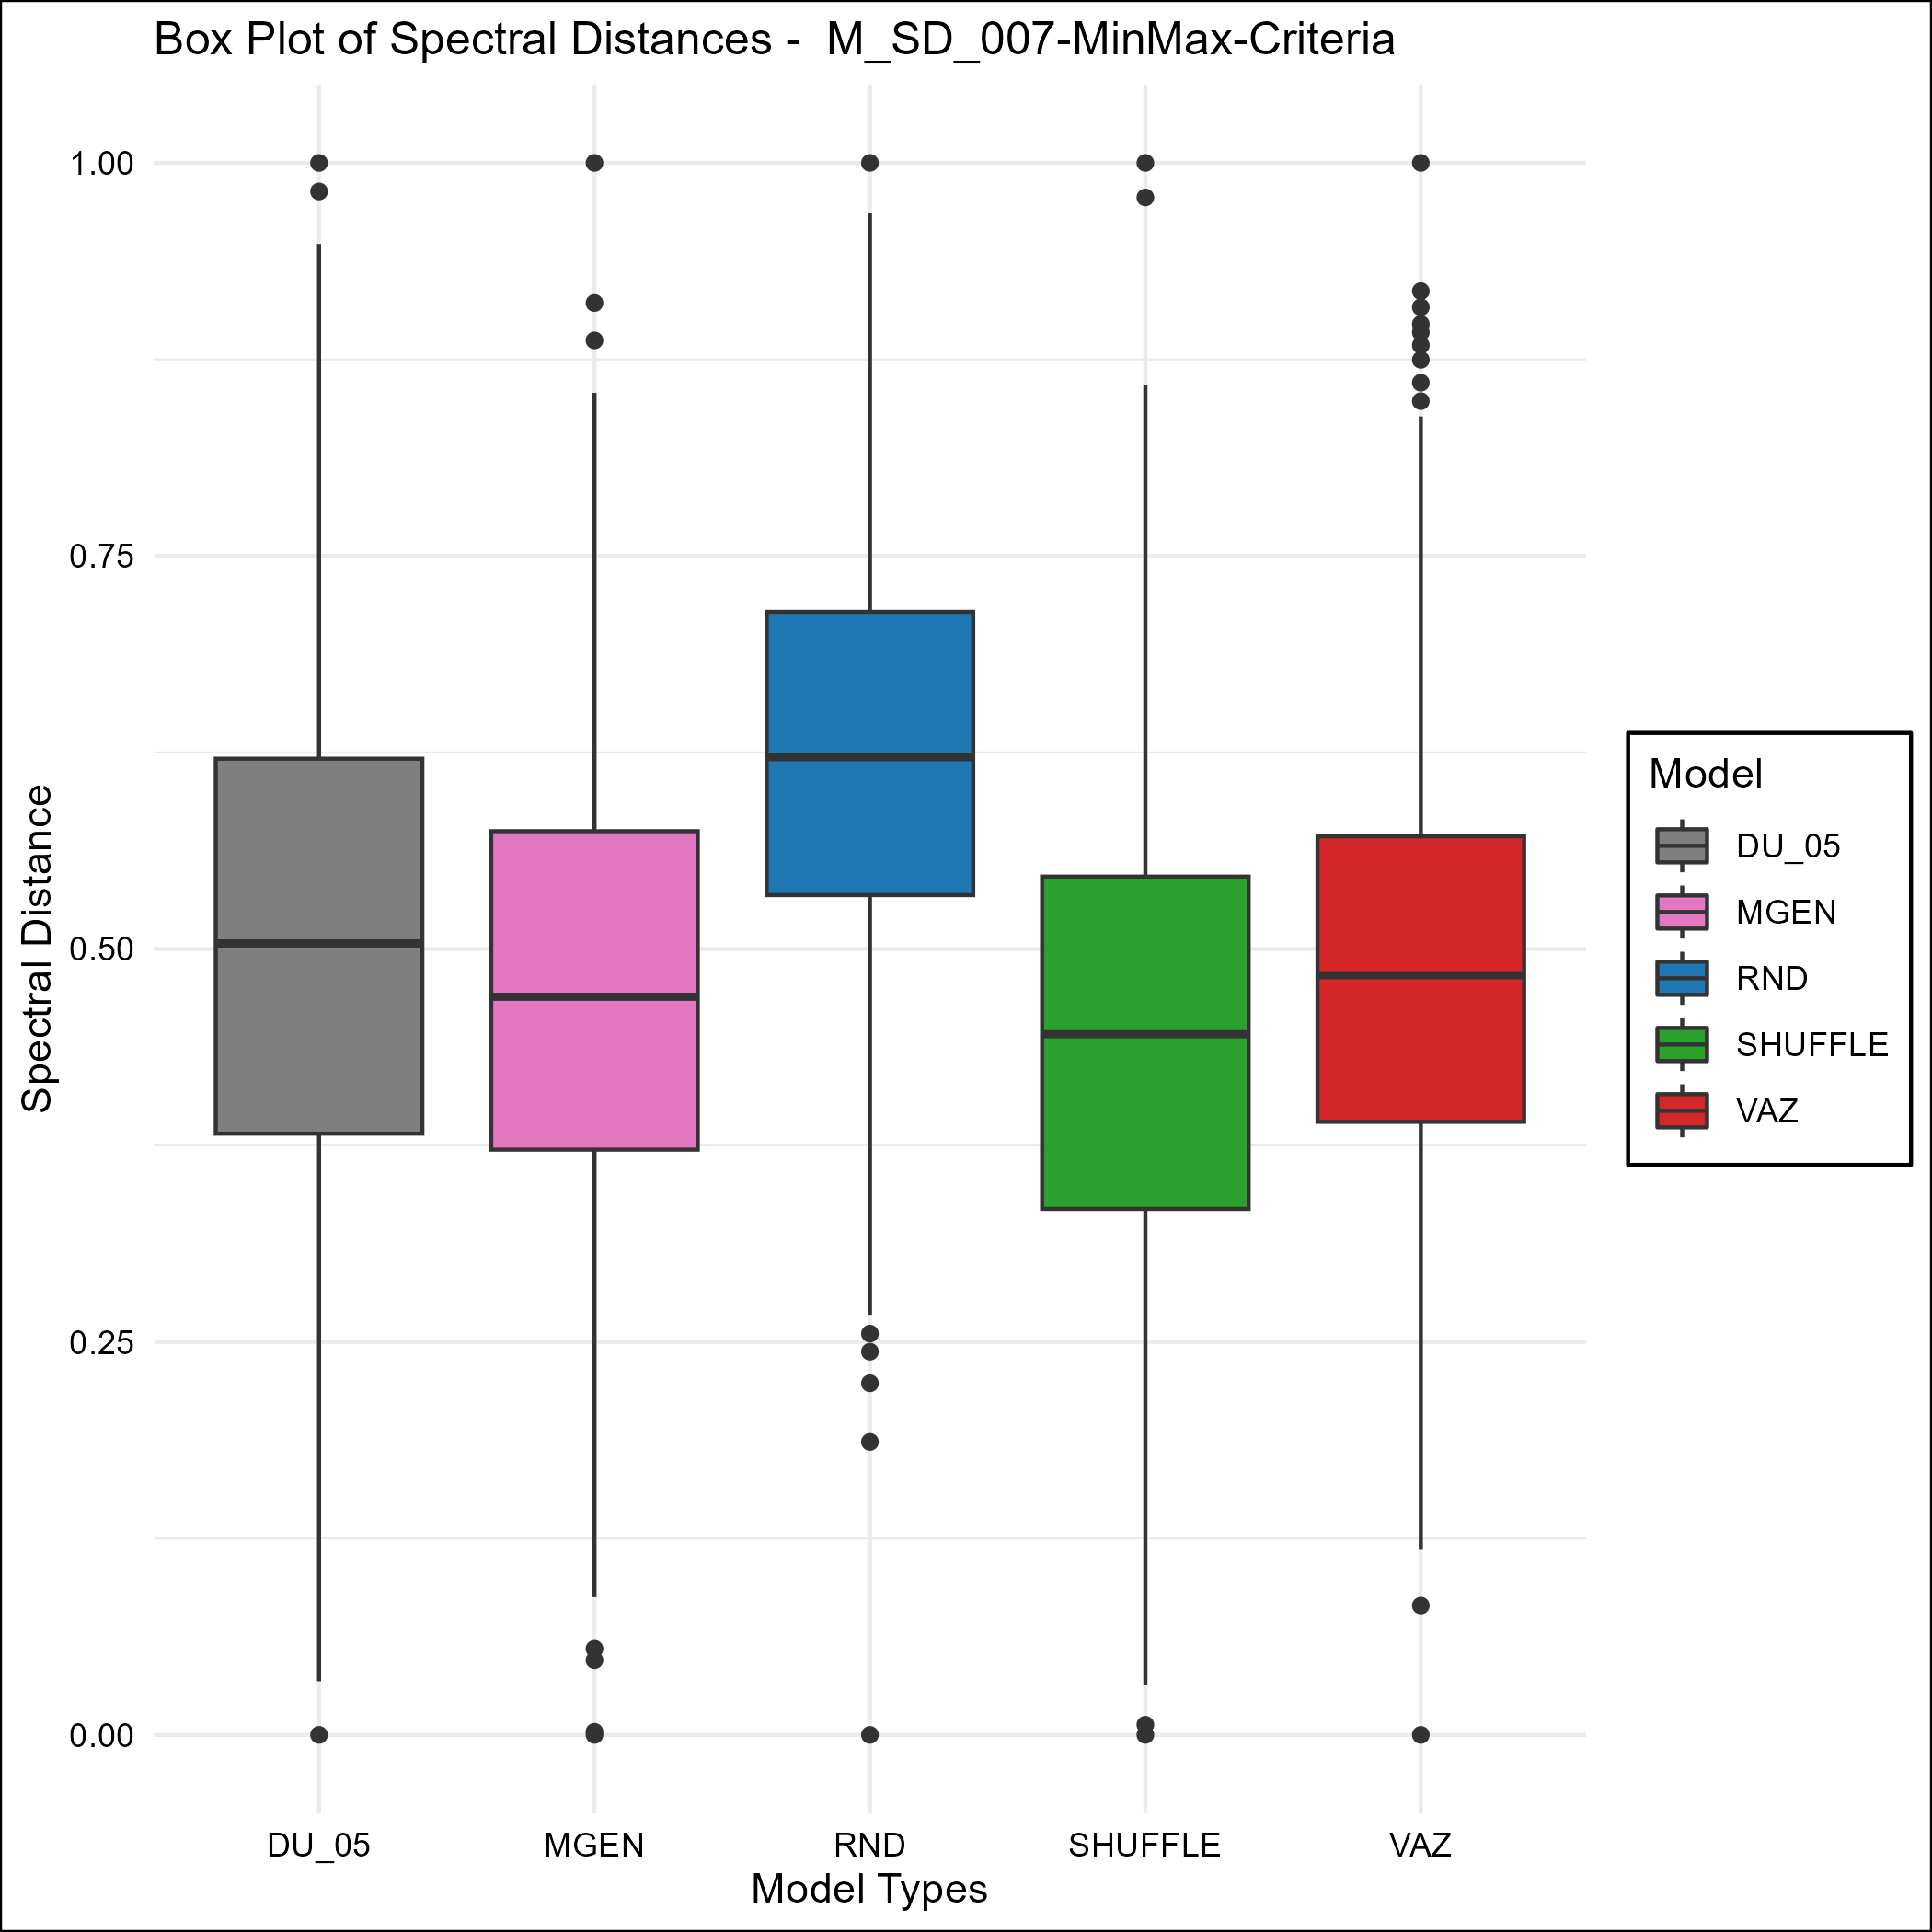 Box Plot of Spectral Distances -  M_SD_007-MinMax-Criteria
1.00
0.75
0.50
0.25
0.00
Spectral Distance
DU_05
MGEN
RND
SHUFFLE
VAZ
Model Types
Model
DU_05
MGEN
RND
SHUFFLE
VAZ